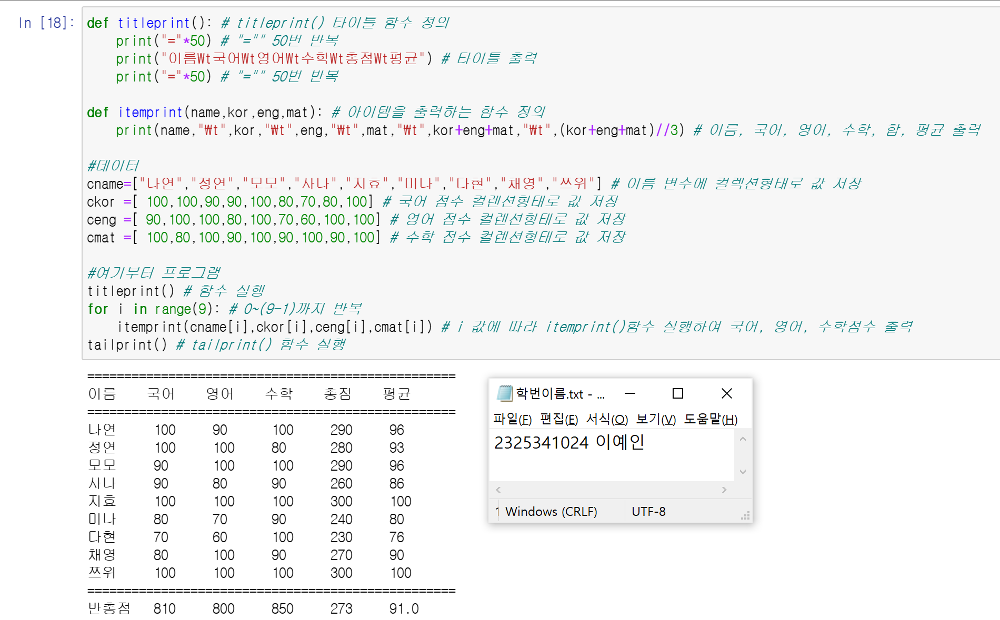 In [18]:
def titleprint(): # titleprint() 타이틀 함수 정의
    print("="*50) # "="" 50번 반복
    print("이름₩t국어₩t영어₩t수학₩t총점₩t평균") # 타이틀 출력
    print("="*50) # "="" 50번 반복
def itemprint(name,kor,eng,mat): # 아이템을 출력하는 함수 정의
    print(name,"₩t",kor,"₩t",eng,"₩t",mat,"₩t",kor+eng+mat,"₩t",(kor+eng+mat)//3) # 이름, 국어, 영어, 수학, 합, 평균 출력
#데이터
cname=["나연","정연","모모","사나","지효","미나","다현","채영","쯔위"] # 이름 변수에 컬렉션형태로 값 저장
ckor =[ 100,100,90,90,100,80,70,80,100] # 국어 점수 컬렌션형태로 값 저장
ceng =[ 90,100,100,80,100,70,60,100,100] # 영어 점수 컬렌션형태로 값 저장
cmat =[ 100,80,100,90,100,90,100,90,100] # 수학 점수 컬렌션형태로 값 저장
#여기부터 프로그램
titleprint() # 함수 실행
for i in range(9): # 0~(9-1)까지 반복
    itemprint(cname[i],ckor[i],ceng[i],cmat[i]) # i 값에 따라 itemprint()함수 실행하여 국어, 영어, 수학점수 출력
tailprint() # tailprint() 함수 실행
==================================================
이름 국어 영어 수학 총점 평균
==================================================
나연 100 90 100 290 96
정연 100 100 80 280 93
모모 90 100 100 290 96
사나 90 80 90 260 86
지효 100 100 100 300 100
미나 80 70 90 240 80
다현 70 60 100 230 76
채영 80 100 90 270 90
쯔위 100 100 100 300 100
==================================================
반총점 810 800 850 273 91.0
학번이름.txt - ...
파일(F) 편집(E) 서식(O) 보기(V) 도움말(H)
2325341024 이예인
1 Windows (CRLF) UTF-8